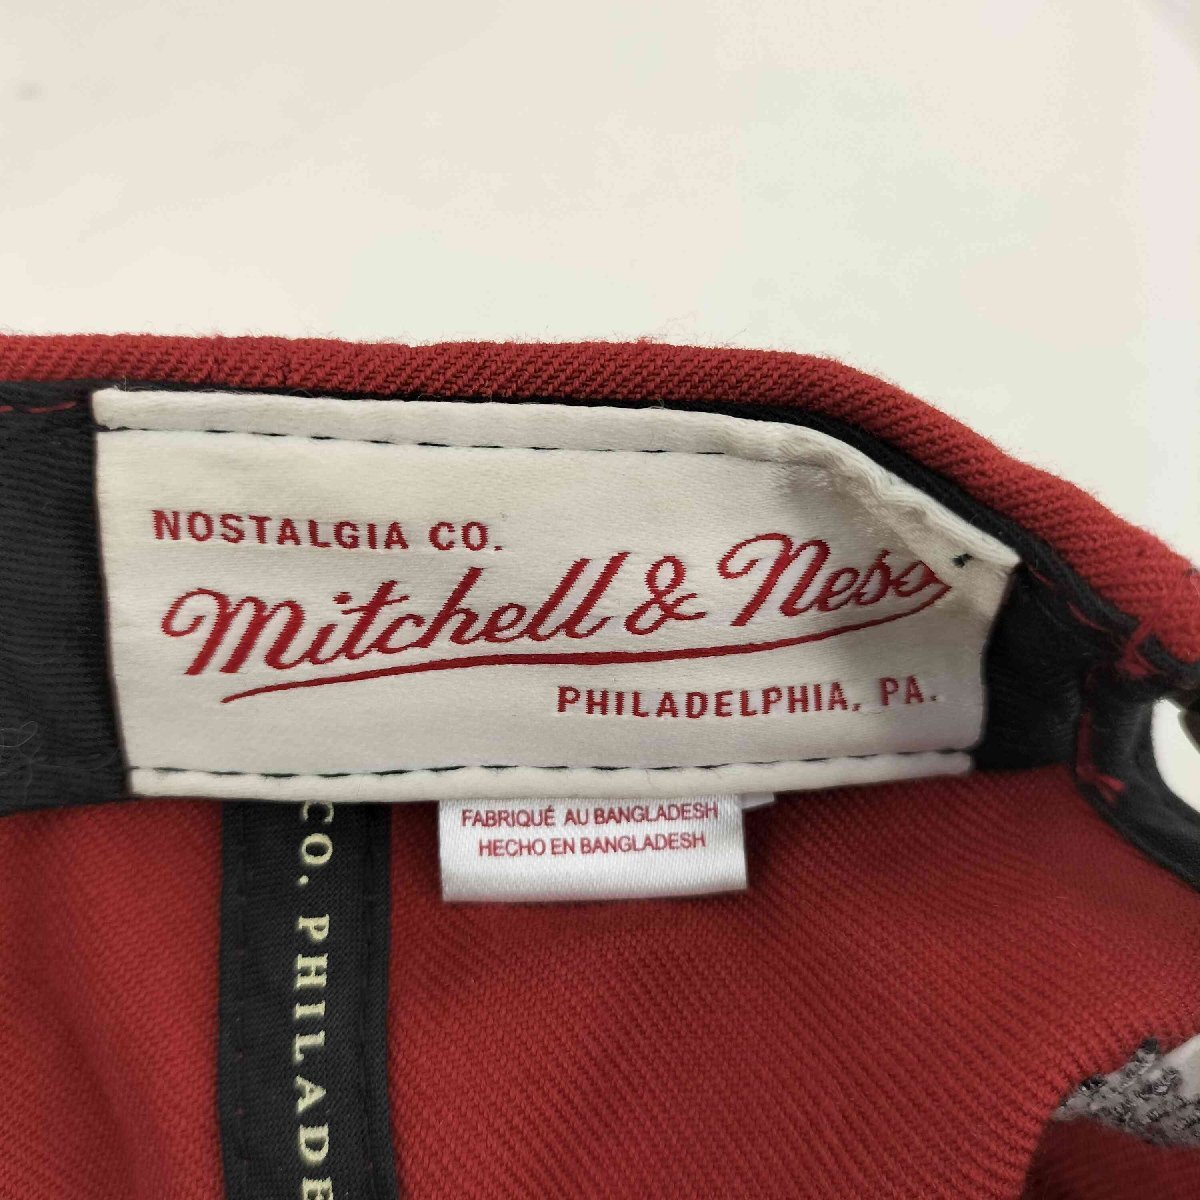 NOSTALGIA CO.
Mitchell & Ness
PHILADELPHIA, PA.
FABRIQUÉ AU BANGLADESH
HECHO EN BANGLADESH
CO. PHILADE